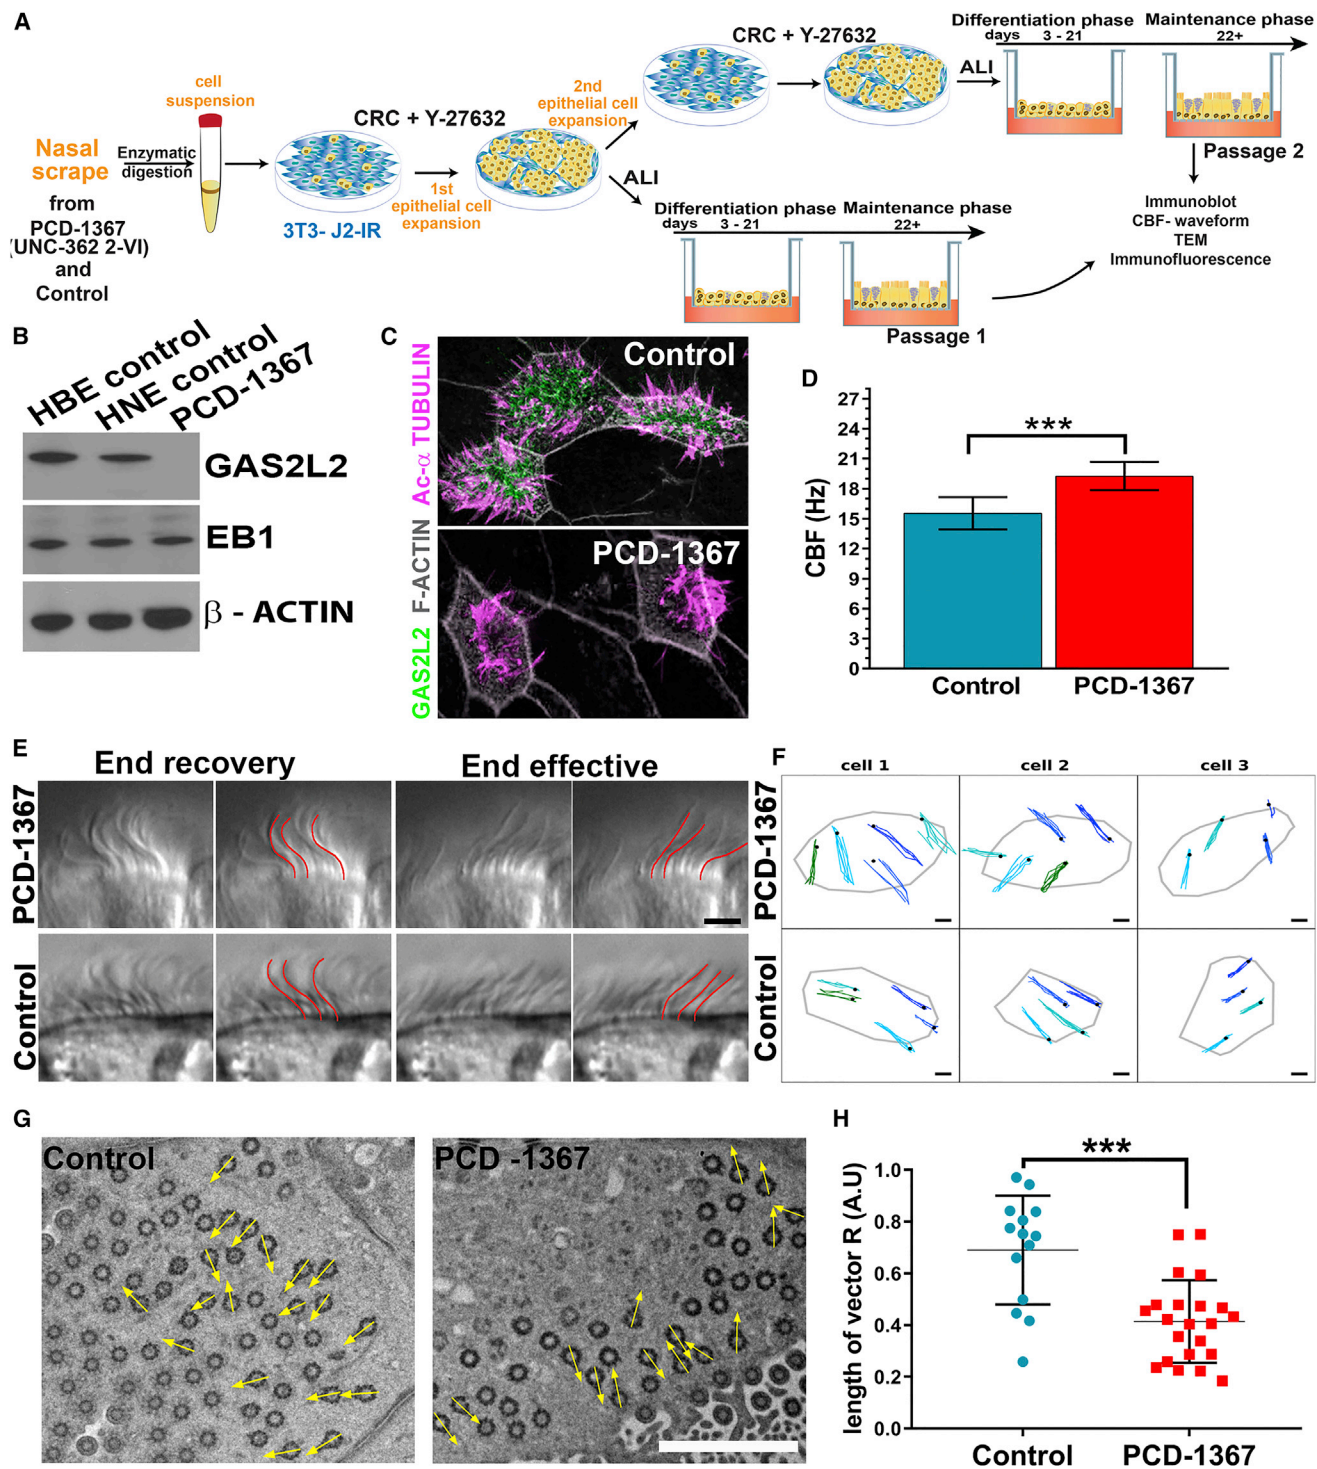 A
Nasal
scrape
from
PCD-1367
(UNC-362 2-VI)
and
Control
Enzymatic
digestion
cell
suspension
CRC + Y-27632
3T3- J2-IR
1st
epithelial cell
expansion
2nd
epithelial cell
expansion
CRC + Y-27632
ALI
Differentiation phase
Maintenance phase
days
3 - 21
22+
Passage 2
ALI
Differentiation phase
Maintenance phase
days
3 - 21
22+
Passage 1
Immunoblot
CBF- waveform
TEM
Immunofluorescence
B
HBE control
HNE control
PCD-1367
GAS2L2
EB1
β - ACTIN
C
GAS2L2 F-ACTIN Ac-α TUBULIN
Control
PCD-1367
D
CBF (Hz)
27
24
21
18
15
12
9
6
3
0
***
Control
PCD-1367
E
End recovery
End effective
PCD-1367
Control
F
cell 1
cell 2
cell 3
PCD-1367
Control
G
Control
PCD -1367
H
length of vector R (A.U)
1.0
0.8
0.6
0.4
0.2
0.0
***
Control
PCD-1367